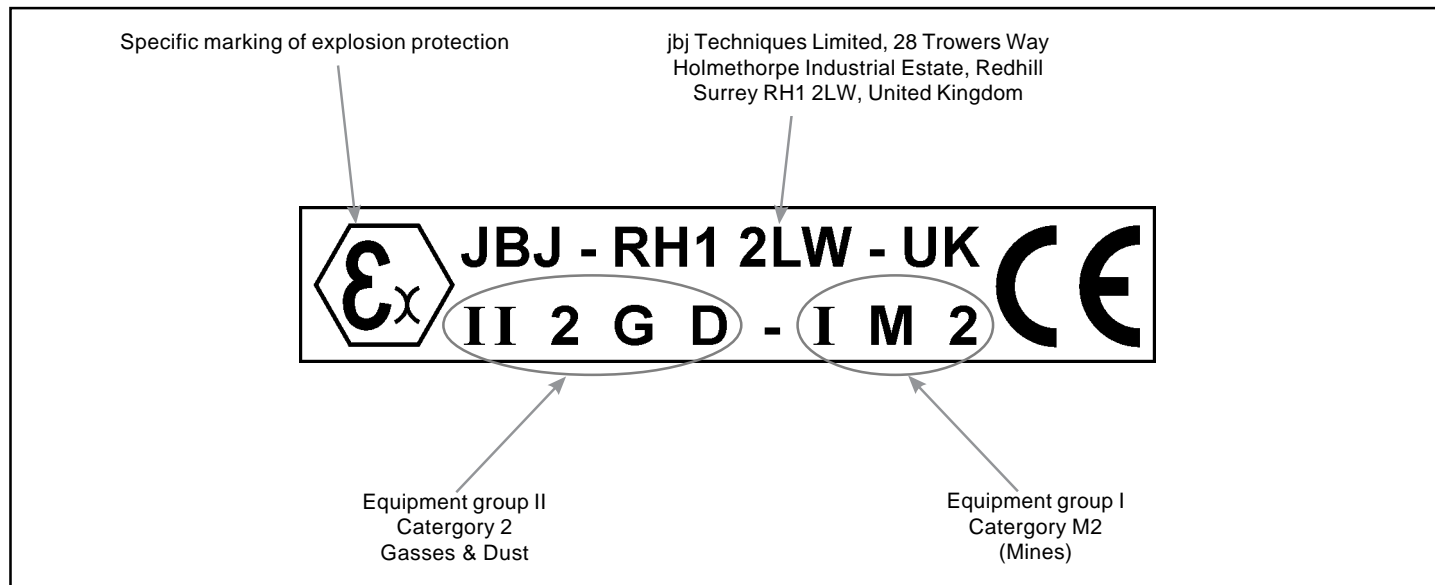 Specific marking of explosion protection
jbj Techniques Limited, 28 Trowers Way
Holmethorpe Industrial Estate, Redhill
Surrey RH1 2LW, United Kingdom
Ex
JBJ - RH1 2LW - UK
II 2 G D - I M 2
CE
Equipment group II
Catergory 2
Gasses & Dust
Equipment group I
Catergory M2
(Mines)